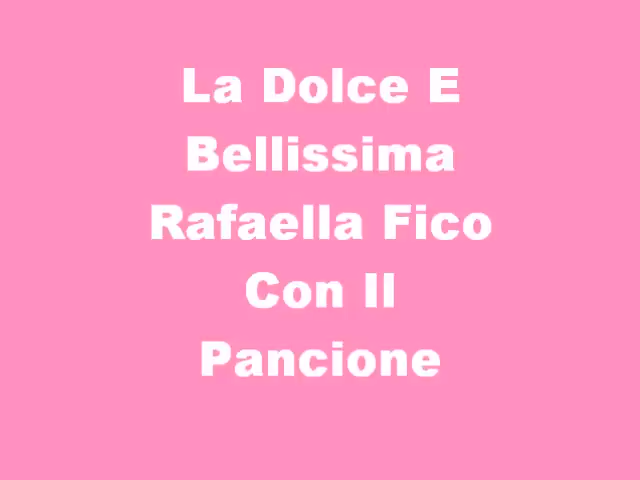 La Dolce E
Bellissima
Rafaella Fico
Con Il
Pancione